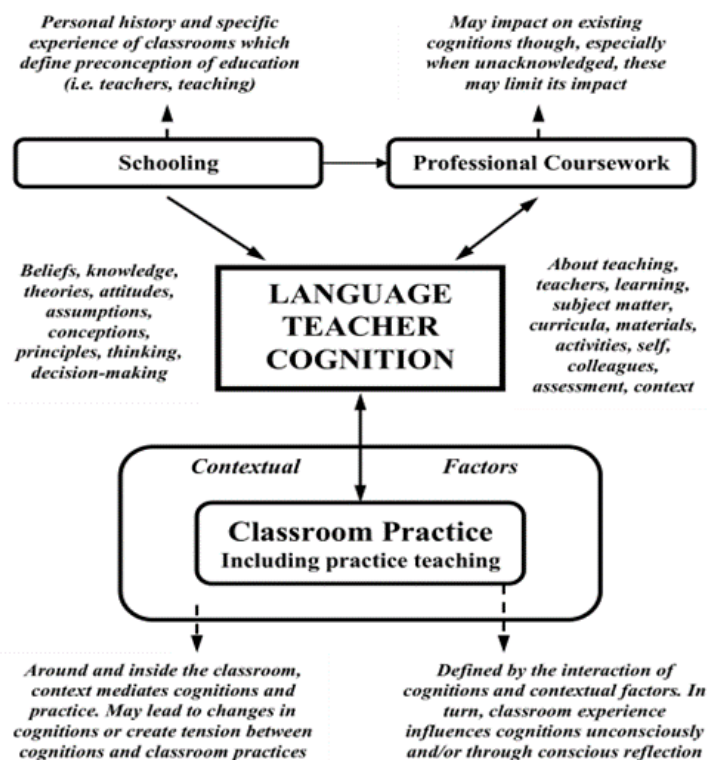 Personal history and specific
experience of classrooms which
define preconception of education
(i.e. teachers, teaching)
May impact on existing
cognitions though, especially
when unacknowledged, these
may limit its impact
Schooling
Professional Coursework
Beliefs, knowledge,
theories, attitudes,
assumptions,
conceptions,
principles, thinking,
decision-making
LANGUAGE
TEACHER
COGNITION
About teaching,
teachers, learning,
subject matter,
curricula, materials,
activities, self,
colleagues,
assessment, context
Contextual Factors
Classroom Practice
Including practice teaching
Around and inside the classroom,
context mediates cognitions and
practice. May lead to changes in
cognitions or create tension between
cognitions and classroom practices
Defined by the interaction of
cognitions and contextual factors. In
turn, classroom experience
influences cognitions unconsciously
and/or through conscious reflection